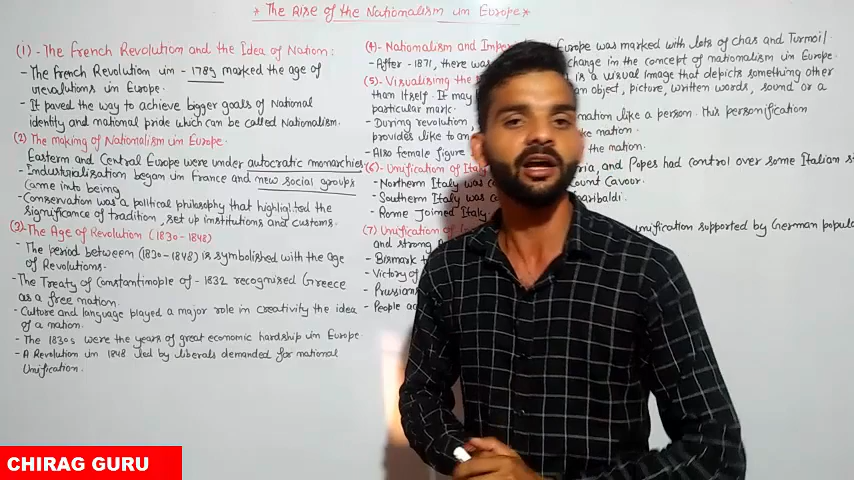 * The Rise of the Nationalism in Europe *
(1)- The French Revolution and the Idea of Nation:
- The French Revolution in - 1789 marked the age of
revolutions in Europe.
- It paved the way to achieve bigger goals of National
identity and national pride which can be called Nationalism.
(2) The making of Nationalism in Europe.
Eastern and Central Europe were under autocratic monarchies
- Industrialisation began in France and new social groups
came into being
- Conservation was a political philosophy that highlighted the
significance of tradition, set up institutions and customs.
(3)- The Age of Revolution (1830-1848)
- The period between (1830-1848) is symbolished with the age
of Revolutions.
- The Treaty of Constantinople of - 1832 recognised Greece
as a free nation.
- Culture and language played a major role in creativity the idea
of a nation.
- The 1830s were the years of great economic hardship in Europe
- A Revolution in 1848 led by liberals demanded for national
Unification.
(4)- Nationalism and Europe was marked with lots of chas and Turmoil.
- After - 1871, there was change in the concept of nationalism in Europe.
(5)- Visualising the is a visual image that depicts something other
than Itself. It may an object, picture, written words, sound or a
particular mark.
- During revolution, nation like a person. This personification
provides like to an nation.
- Also female figure the nation.
(6)- Unification of Italy and Popes had control over some Italian
- Northern Italy was Count Cavour.
- Southern Italy was Garibaldi.
- Rome Joined Italy
(7) Unification of unification supported by German
and strong
- Bismark
- Victory of
- Prussian
- People
CHIRAG GURU